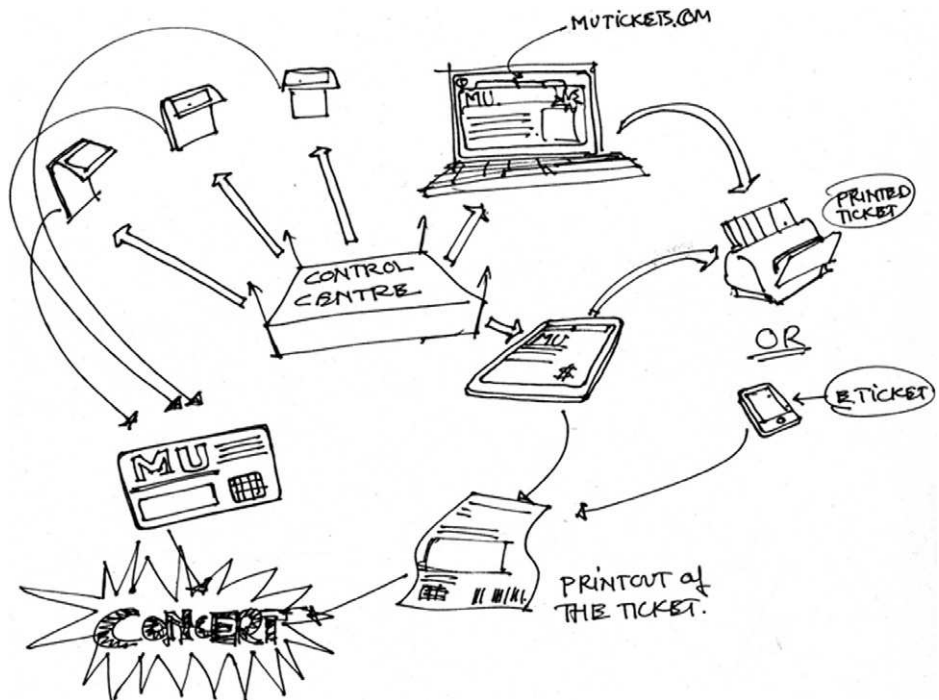 MUTICKETS.COM
MU
PRINTED
TICKET
CONTROL
CENTRE
MU
$
OR
E.TICKET
MU
PRINTOUT of
THE TICKET.
CONCERT